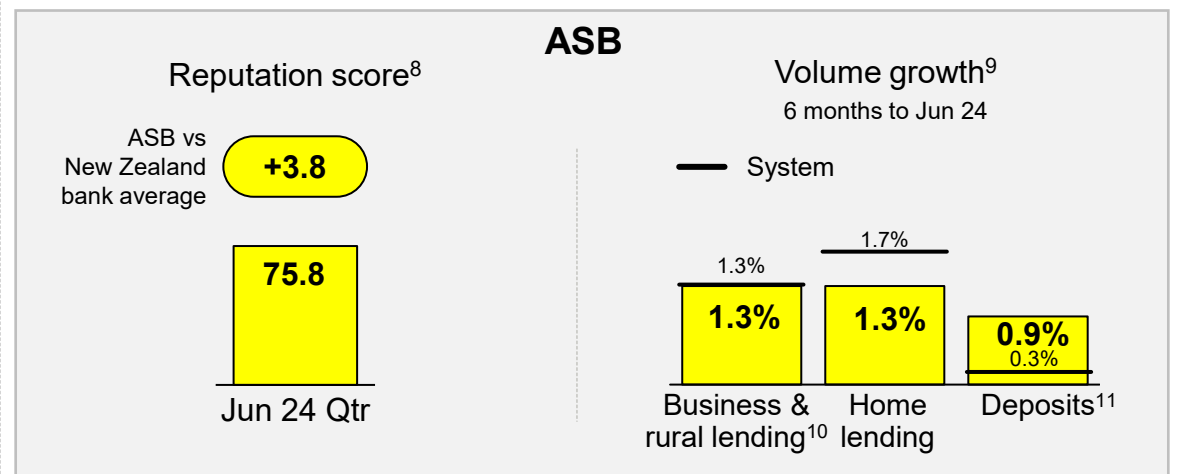 ASB
Reputation score⁸
ASB vs
New Zealand
bank average
+3.8
75.8
Jun 24 Qtr
Volume growth⁹
6 months to Jun 24
System
1.3%
1.3%
Business &
rural lending¹⁰
1.7%
1.3%
Home
lending
0.9%
0.3%
Deposits¹¹